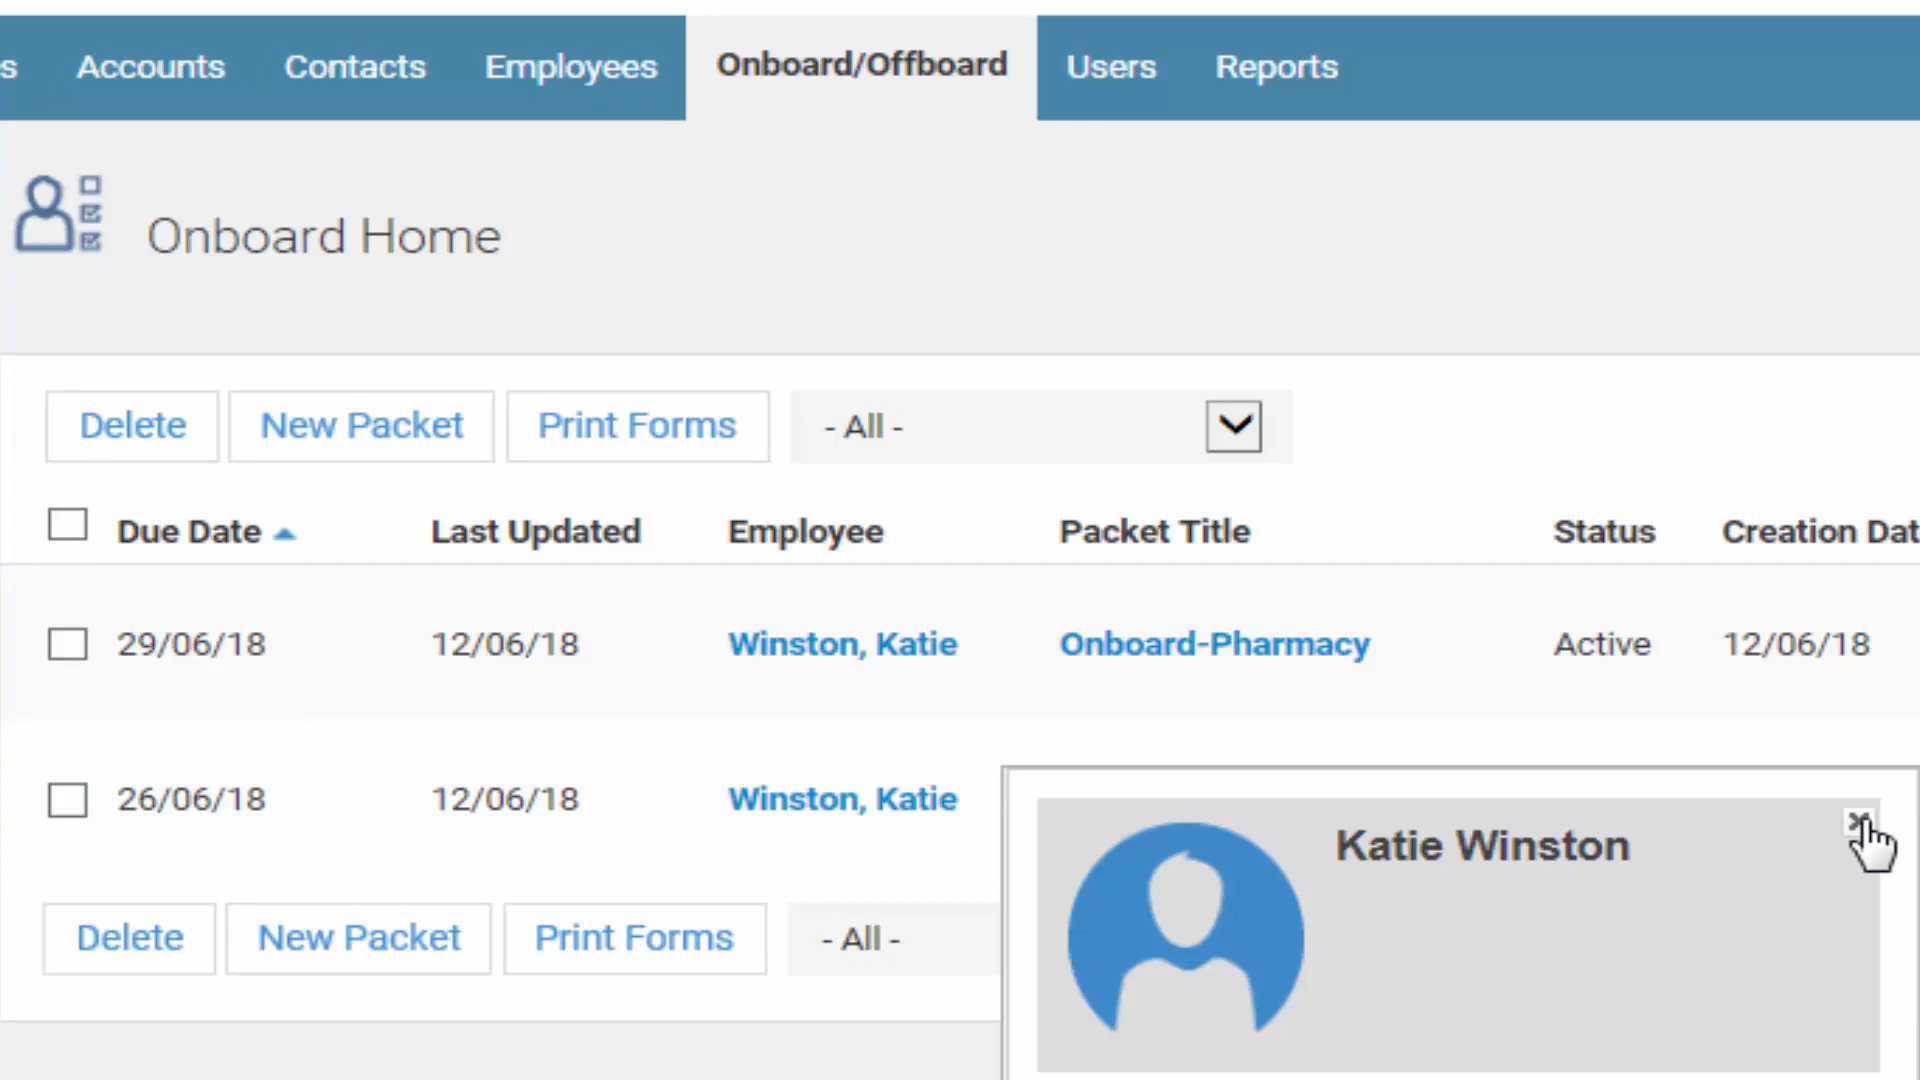 s Accounts Contacts Employees Onboard/Offboard Users Reports
Onboard Home
Delete New Packet Print Forms - All -
Due Date Last Updated Employee Packet Title Status Creation Dat
29/06/18 12/06/18 Winston, Katie Onboard-Pharmacy Active 12/06/18
26/06/18 12/06/18 Winston, Katie
Katie Winston
Delete New Packet Print Forms - All -